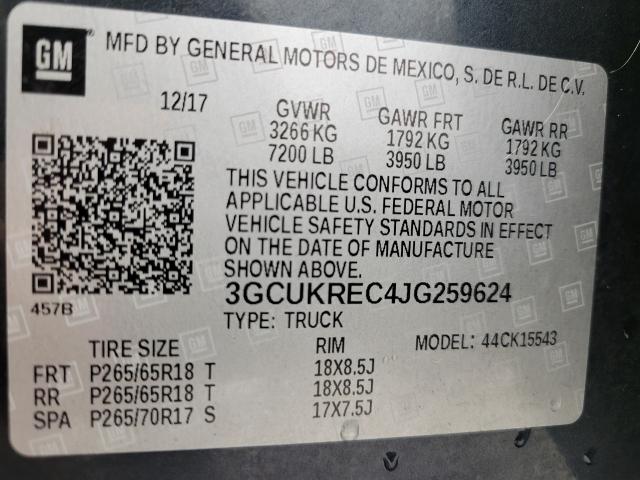 GM
MFD BY GENERAL MOTORS DE MEXICO, S. DE R.L. DE C.V.
12/17
GVWR GAWR FRT GAWR RR
3266 KG 1792 KG 1792 KG
7200 LB 3950 LB 3950 LB
THIS VEHICLE CONFORMS TO ALL
APPLICABLE U.S. FEDERAL MOTOR
VEHICLE SAFETY STANDARDS IN EFFECT
ON THE DATE OF MANUFACTURE
SHOWN ABOVE.
457B
3GCUKREC4JG259624
TYPE: TRUCK MODEL: 44CK15543
TIRE SIZE RIM
FRT P265/65R18 T 18X8.5J
RR P265/65R18 T 18X8.5J
SPA P265/70R17 S 17X7.5J